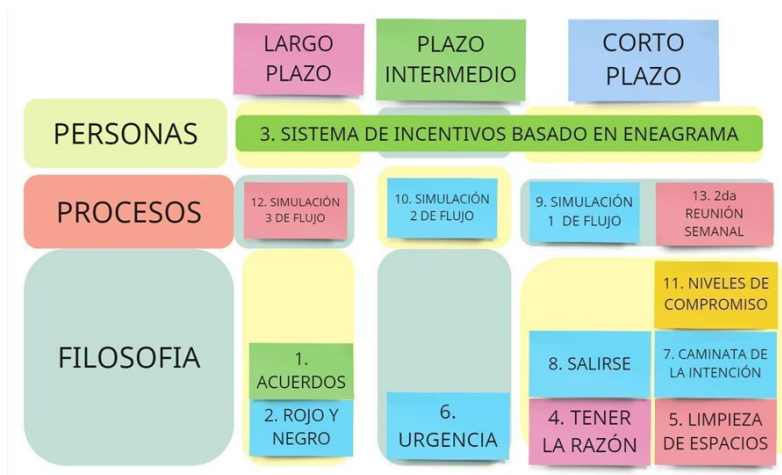 LARGO
PLAZO
PLAZO
INTERMEDIO
CORTO
PLAZO
PERSONAS
3. SISTEMA DE INCENTIVOS BASADO EN ENEAGRAMA
PROCESOS
12. SIMULACIÓN
3 DE FLUJO
10. SIMULACIÓN
2 DE FLUJO
9. SIMULACIÓN
1 DE FLUJO
13. 2da
REUNIÓN
SEMANAL
FILOSOFIA
1.
ACUERDOS
2. ROJO Y
NEGRO
6.
URGENCIA
11. NIVELES DE
COMPROMISO
8. SALIRSE
7. CAMINATA DE
LA INTENCIÓN
4. TENER
LA RAZÓN
5. LIMPIEZA
DE ESPACIOS